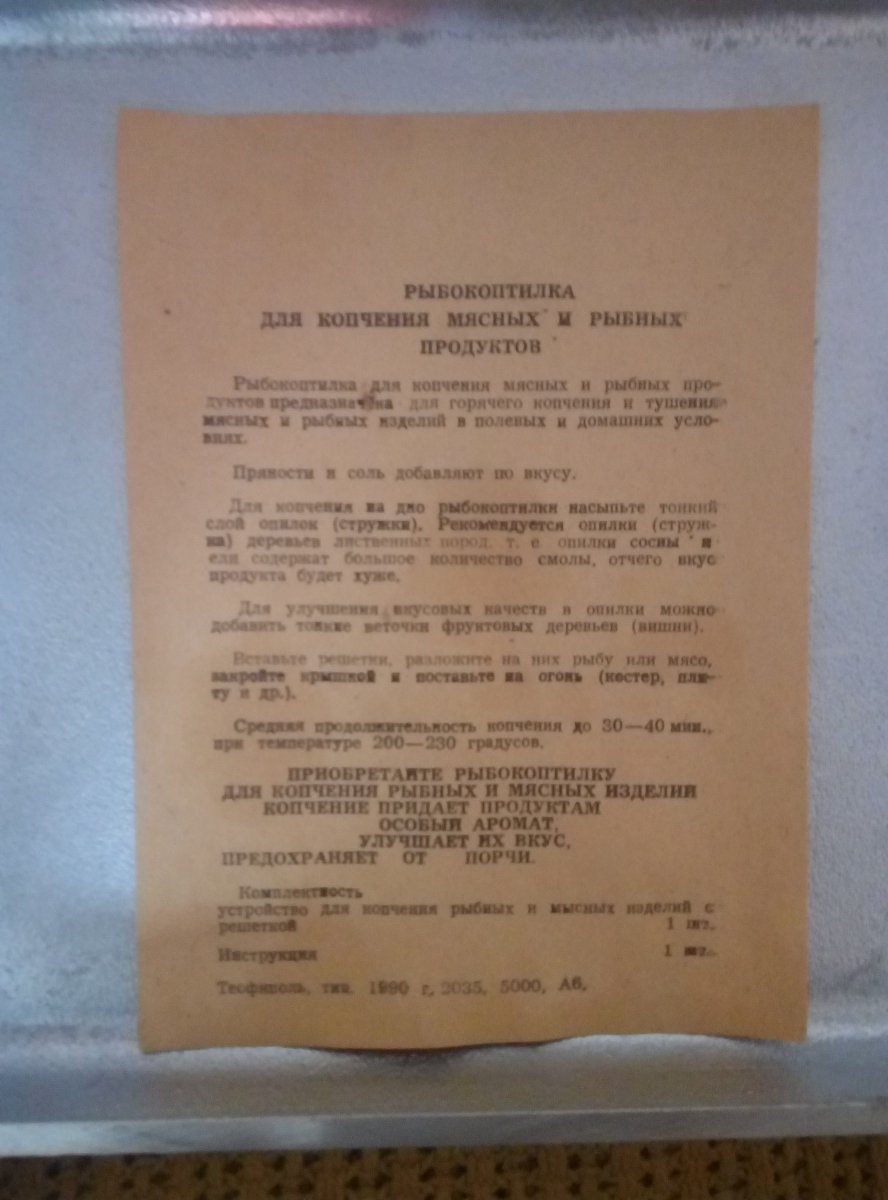 РЫБОКОПТИЛКА
ДЛЯ КОПЧЕНИЯ МЯСНЫХ И РЫБНЫХ
ПРОДУКТОВ
Рыбокоптилка для копчения мясных и рыбных про-
дуктов предназначена для горячего копчения и тушения
мясных и рыбных изделий в полевых и домашних усло-
виях.
Пряности и соль добавляют по вкусу.
Для копчения на дно рыбокоптилки насыпьте тонкий
слой опилок (стружки). Рекомендуется опилки (струж-
ка) деревьев лиственных пород, т. е опилки сосны и
ели содержат большое количество смолы, отчего вкус
продукта будет хуже.
Для улучшения вкусовых качеств в опилки можно
добавить тонкие веточки фруктовых деревьев (вишни).
Вставьте решетки, разложите на них рыбу или мясо,
закройте крышкой и поставьте на огонь (костер, пли-
ту и др.).
Средняя продолжительность копчения до 30—40 мин.,
при температуре 200—230 градусов.
ПРИОБРЕТАЙТЕ РЫБОКОПТИЛКУ
ДЛЯ КОПЧЕНИЯ РЫБНЫХ И МЯСНЫХ ИЗДЕЛИЙ
КОПЧЕНИЕ ПРИДАЕТ ПРОДУКТАМ
ОСОБЫЙ АРОМАТ,
УЛУЧШАЕТ ИХ ВКУС,
ПРЕДОХРАНЯЕТ ОТ ПОРЧИ.
Комплектность
устройство для копчения рыбных и мысных изделий с
решеткой 1 шт.
Инструкция 1 шт.
Теофиполь, тип. 1990 г. 2035. 5000. А6.